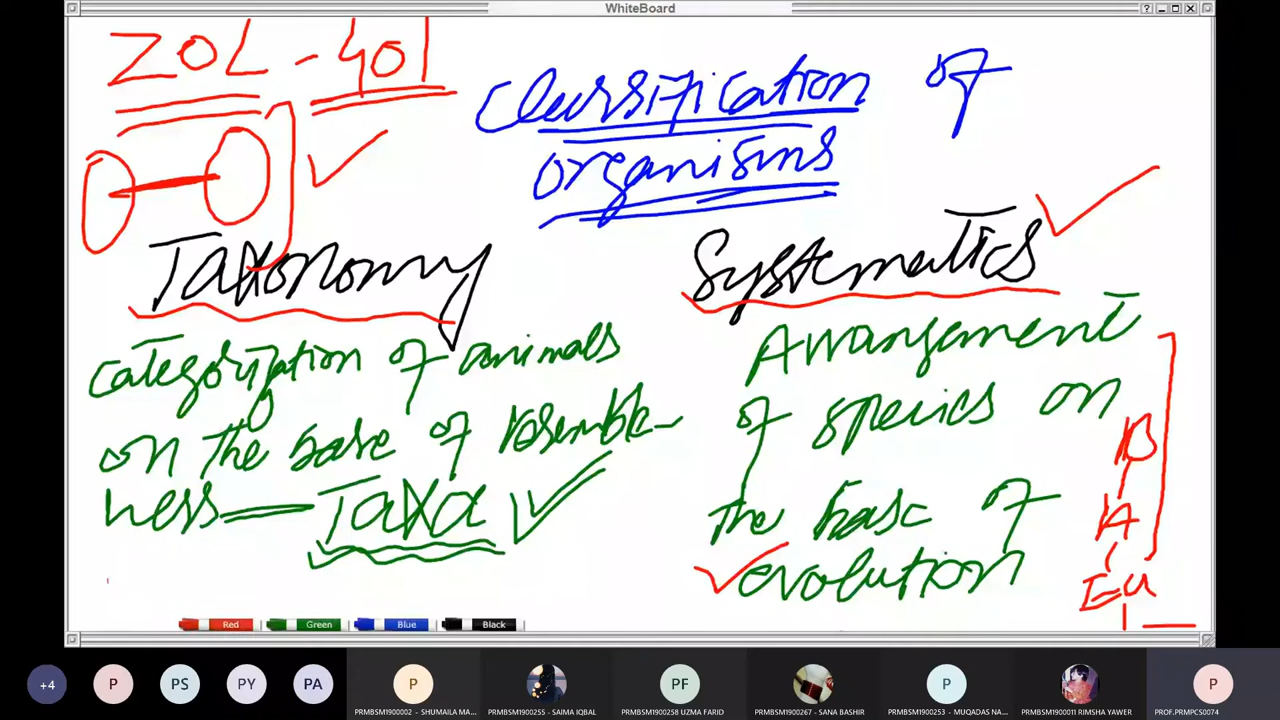 WhiteBoard
ZOL - 401
Classification of
organisms
Taxonomy
Systematics
categorization of animals
on the base of resemble-
ness — Taxa
Arrangement
of species on
the base of
evolution
B
A
Eu
Red Green Blue Black
+4 P PS PY PA P PF P P
PRMBSM1900002 - SHUMAILA MA...
PRMBSM1900255 - SAIMA IQBAL
PRMBSM1900258 UZMA FARID
PRMBSM1900267 - SANA BASHIR
PRMBSM1900253 - MUQADAS NA...
PRMBSM1900011 RIMSHA YAWER
PROF.PRMPCS0074